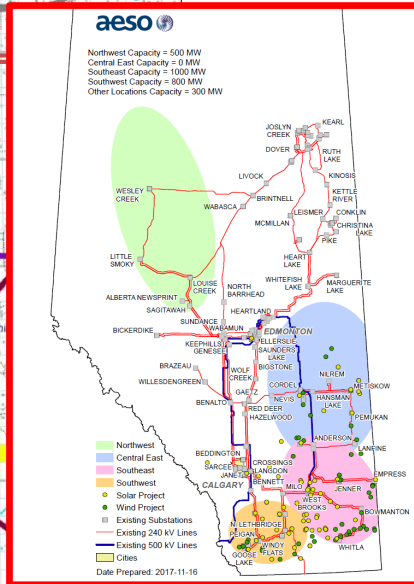 aeso
Northwest Capacity = 500 MW
Central East Capacity = 0 MW
Southeast Capacity = 1000 MW
Southwest Capacity = 800 MW
Other Locations Capacity = 300 MW
KEARL
JOSLYN
CREEK
DOVER
RUTH
LAKE
LIVOCK
KINOSIS
WESLEY
CREEK
BRINTNELL
KETTLE
RIVER
WABASCA
LEISMER
CONKLIN
MCMILLAN
CHRISTINA
LAKE
PIKE
HEART
LAKE
LITTLE
SMOKY
LOUISE
CREEK
WHITEFISH
LAKE
MARGUERITE
LAKE
NORTH
BARRHEAD
ALBERTA NEWSPRINT
SAGITAWAH
HEARTLAND
SUNDANCE
WABAMUN
EDMONTON
BICKERDIKE
KEEPHILLS
GENESEE
ELLERSLIE
SAUNDERS
LAKE
BIGSTONE
BRAZEAU
WOLF
CREEK
NILREM
WILLESDENGREEN
CORDEL
METISKOW
GAETZ
NEVIS
HANSMAN
LAKE
BENALTO
RED DEER
HAZELWOOD
PEMUKAN
ANDERSON
LANFINE
Northwest
Central East
Southeast
Southwest
Solar Project
Wind Project
Existing Substations
Existing 240 kV Lines
Existing 500 kV Lines
Cities
BEDDINGTON
CROSSINGS
SARCEE
LANGDON
JANET
BENNETT
EMPRESS
CALGARY
MILO
JENNER
WEST
BROOKS
BOWMANTON
N LETHBRIDGE
PEIGAN
WINDY
FLATS
GOOSE
LAKE
WHITLA
Date Prepared: 2017-11-16